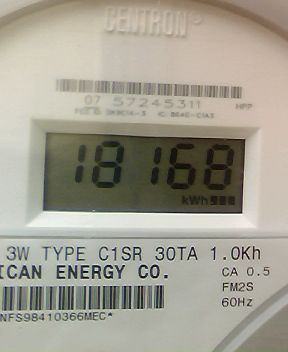 CENTRON®
07 57245311 HPP
18168
kWh
3W TYPE C1SR 30TA 1.0Kh
ICAN ENERGY CO. CA 0.5
FM2S
60Hz
NFS98410366MEC*